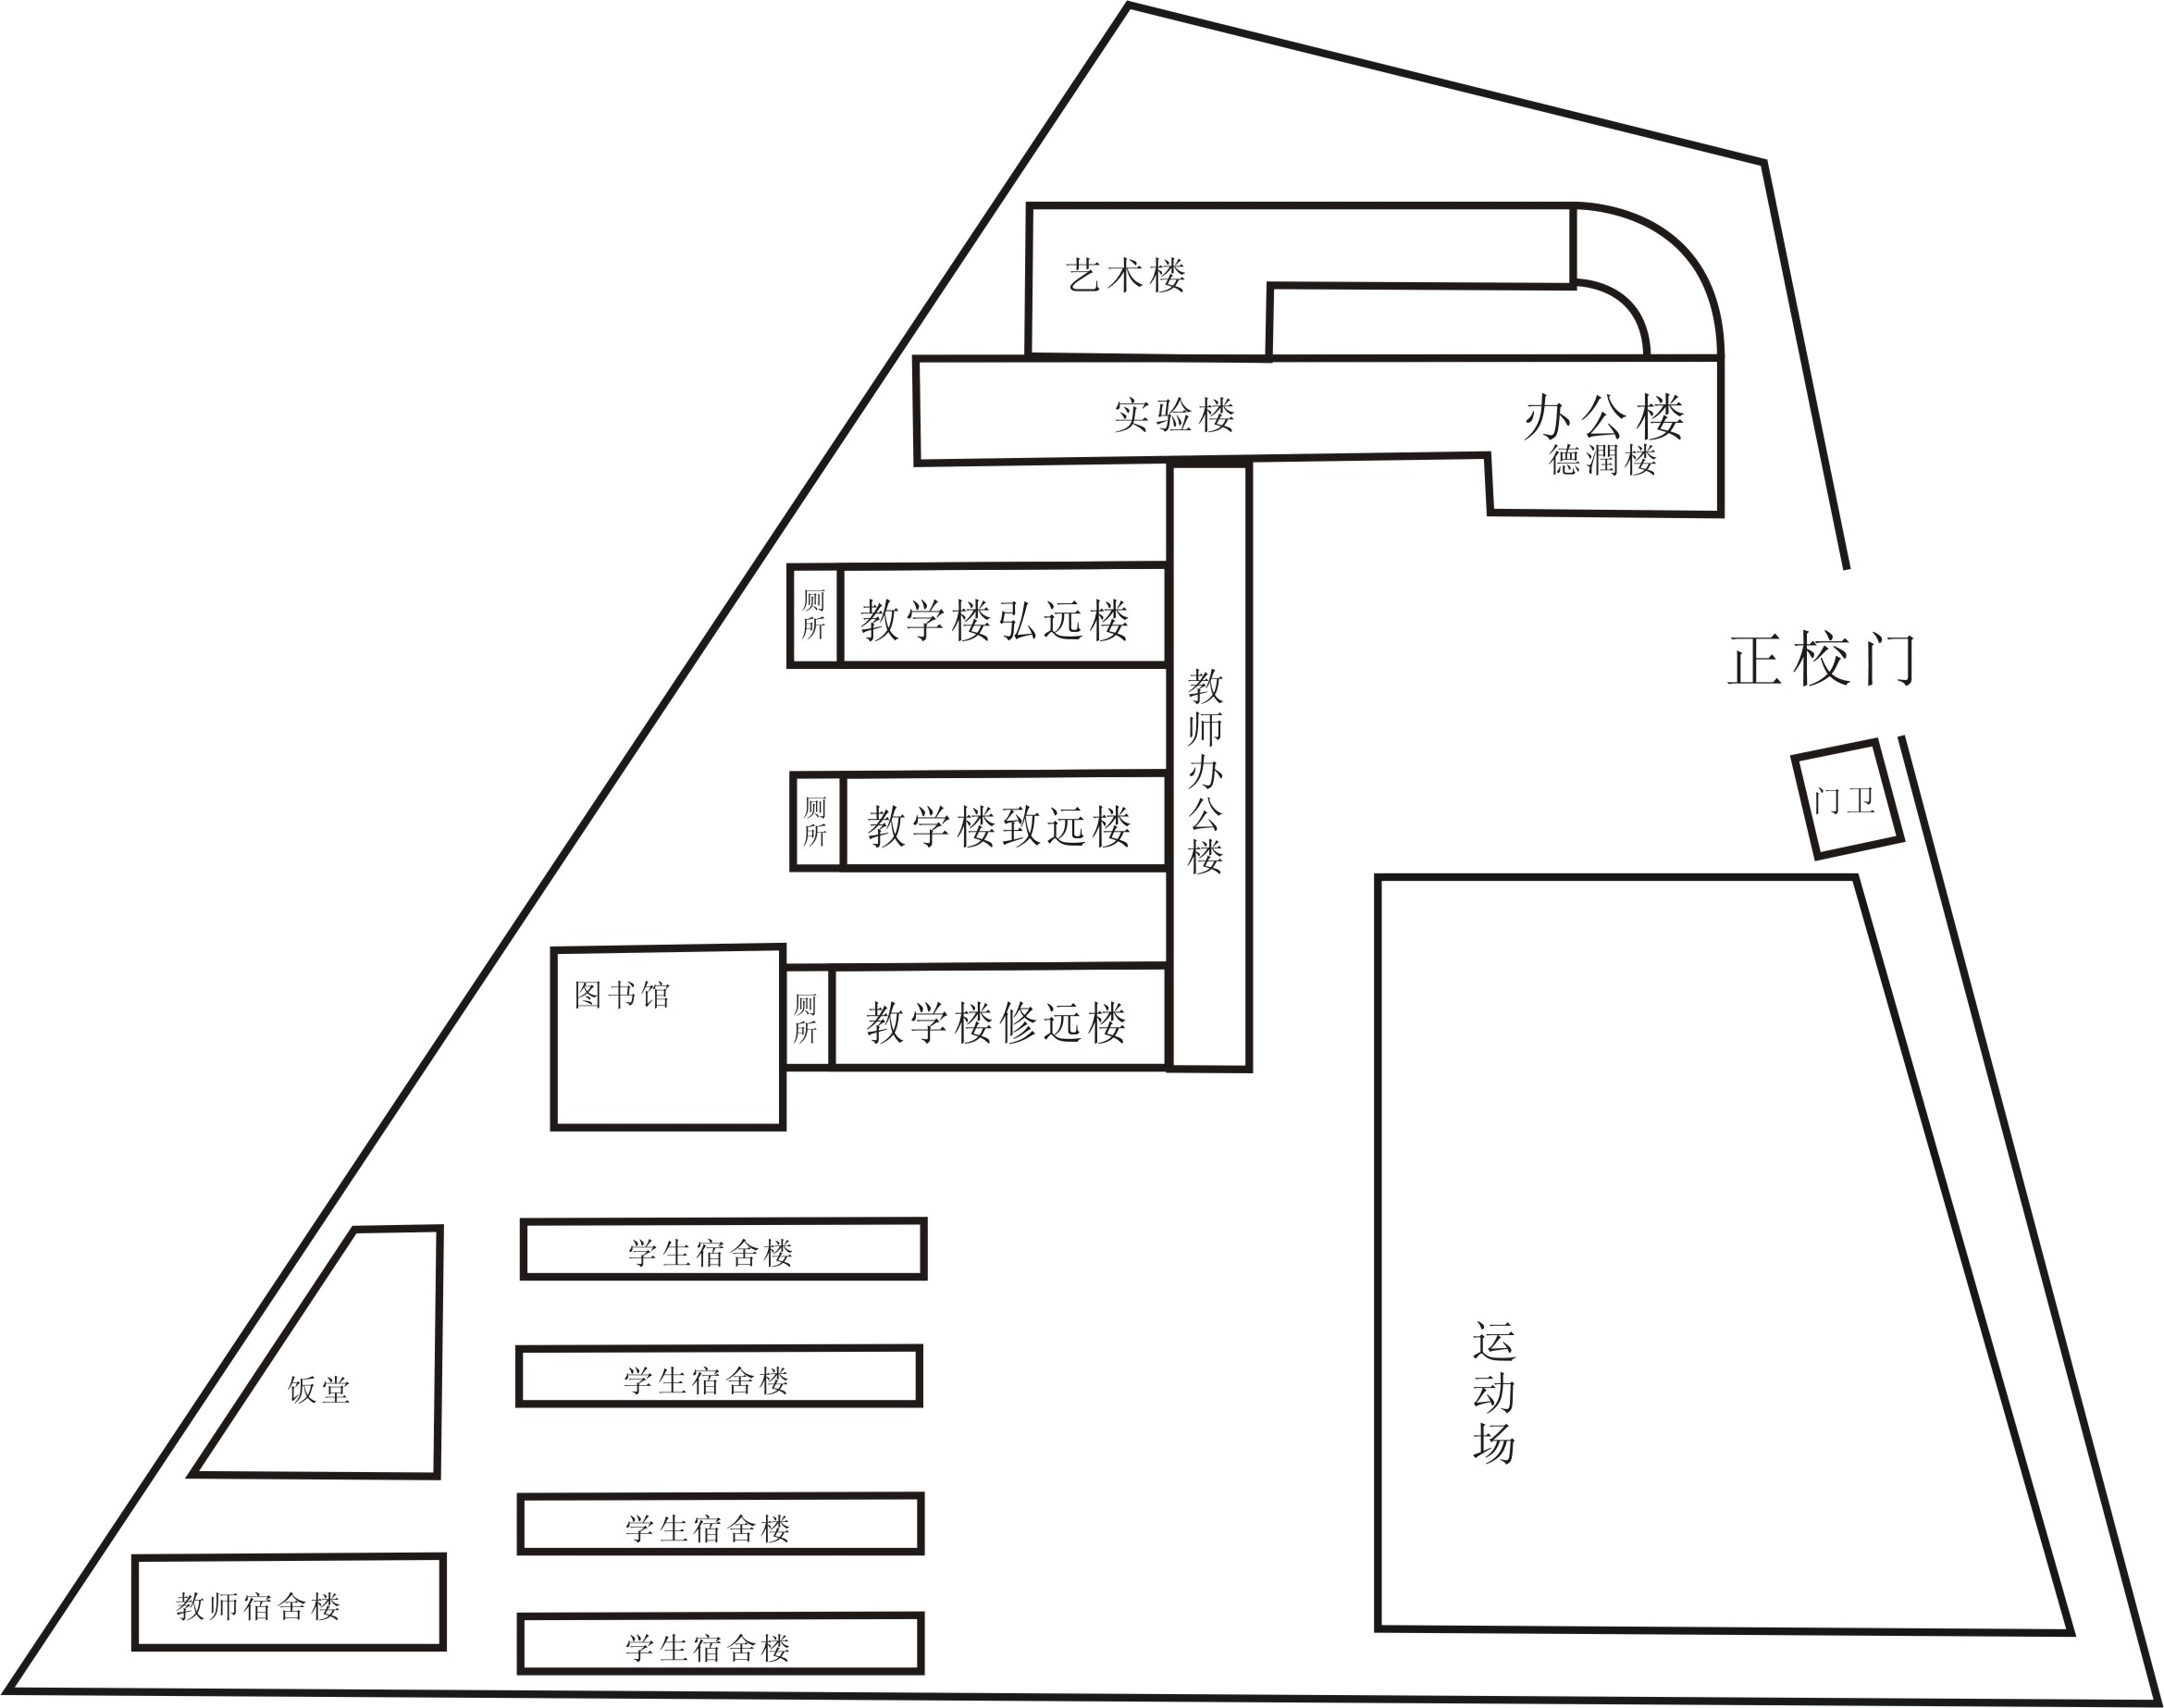 艺术楼
实验楼
办公楼
德润楼
厕所
教学楼弘远楼
教师办公楼
正校门
厕所
教学楼致远楼
门卫
图书馆
厕所
教学楼修远楼
学生宿舍楼
运动场
饭堂
学生宿舍楼
学生宿舍楼
教师宿舍楼
学生宿舍楼